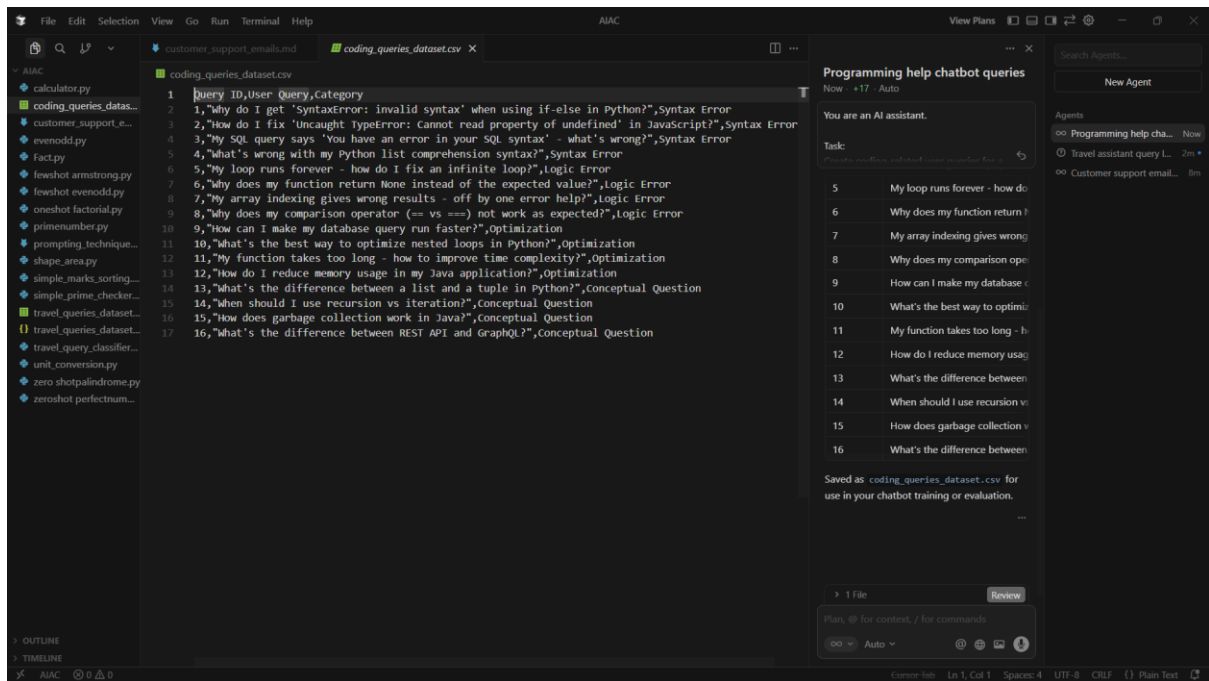 File Edit Selection View Go Run Terminal Help
AIAC
View Plans
AIAC
calculator.py
coding_queries_datas...
customer_support_e...
evenodd.py
Fact.py
fewshot armstrong.py
fewshot evenodd.py
oneshot factorial.py
primenumber.py
prompting_technique...
shape_area.py
simple_marks_sorting....
simple_prime_checker...
travel_queries_dataset...
travel_queries_dataset...
travel_query_classifier...
unit_conversion.py
zero shotpalindrome.py
zeroshot perfectnum...
OUTLINE
TIMELINE
customer_support_emails.md
coding_queries_dataset.csv
coding_queries_dataset.csv
1 Query ID,User Query,Category
2 1,"Why do I get 'SyntaxError: invalid syntax' when using if-else in Python?",Syntax Error
3 2,"How do I fix 'Uncaught TypeError: Cannot read property of undefined' in JavaScript?",Syntax Error
4 3,"My SQL query says 'You have an error in your SQL syntax' - what's wrong?",Syntax Error
5 4,"What's wrong with my Python list comprehension syntax?",Syntax Error
6 5,"My loop runs forever - how do I fix an infinite loop?",Logic Error
7 6,"Why does my function return None instead of the expected value?",Logic Error
8 7,"My array indexing gives wrong results - off by one error help?",Logic Error
9 8,"Why does my comparison operator (== vs ===) not work as expected?",Logic Error
10 9,"How can I make my database query run faster?",Optimization
11 10,"What's the best way to optimize nested loops in Python?",Optimization
12 11,"My function takes too long - how to improve time complexity?",Optimization
13 12,"How do I reduce memory usage in my Java application?",Optimization
14 13,"What's the difference between a list and a tuple in Python?",Conceptual Question
15 14,"When should I use recursion vs iteration?",Conceptual Question
16 15,"How does garbage collection work in Java?",Conceptual Question
17 16,"What's the difference between REST API and GraphQL?",Conceptual Question
Programming help chatbot queries
Now · +17 · Auto
You are an AI assistant.
Task:
Create coding-related user queries for a
5 My loop runs forever - how do
6 Why does my function return
7 My array indexing gives wrong
8 Why does my comparison ope
9 How can I make my database
10 What's the best way to optimiz
11 My function takes too long - h
12 How do I reduce memory usag
13 What's the difference between
14 When should I use recursion vs
15 How does garbage collection
16 What's the difference between
Saved as coding_queries_dataset.csv for
use in your chatbot training or evaluation.
1 File
Review
Plan, @ for context, / for commands
Auto
Search Agents...
New Agent
Agents
Programming help cha... Now
Travel assistant query l... 2m
Customer support email... 8m
AIAC 0 0
Cursor Tab Ln 1, Col 1 Spaces: 4 UTF-8 CRLF {} Plain Text